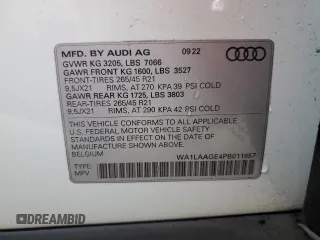 MFD. BY AUDI AG 09 22
GVWR KG 3205, LBS 7066
GAWR FRONT KG 1600, LBS 3527
FRONT-TIRES 265/45 R21
9,5JX21 RIMS, AT 270 KPA 39 PSI COLD
GAWR REAR KG 1725, LBS 3803
REAR-TIRES 265/45 R21
9,5JX21 RIMS, AT 290 KPA 42 PSI COLD
THIS VEHICLE CONFORMS TO ALL APPLICABLE
U.S. FEDERAL MOTOR VEHICLE SAFETY STANDARDS
IN EFFECT ON THE DATE OF MANUFACTURE
BELGIUM
TYPE: WA1LAAGE4PB011657
MPV
DREAMBID